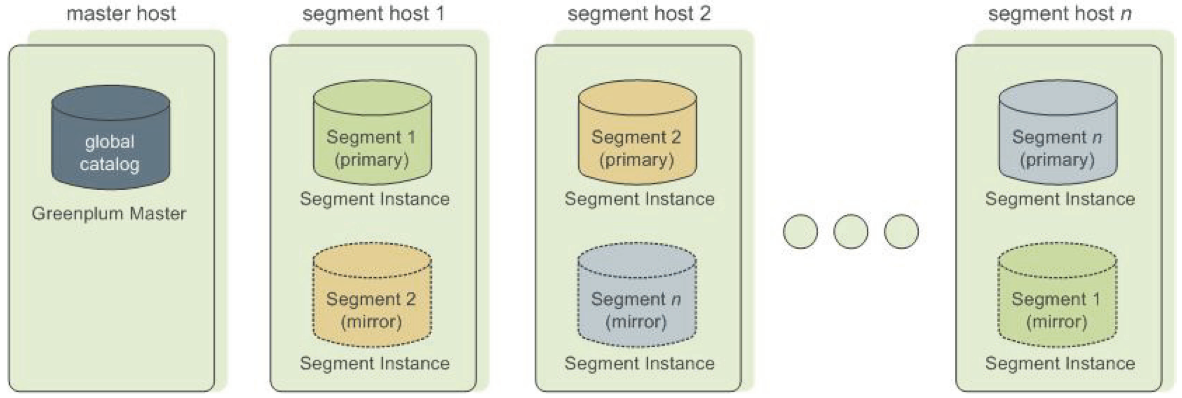 master host
global
catalog
Greenplum Master
segment host 1
Segment 1
(primary)
Segment Instance
Segment 2
(mirror)
Segment Instance
segment host 2
Segment 2
(primary)
Segment Instance
Segment n
(mirror)
Segment Instance
segment host n
Segment n
(primary)
Segment Instance
Segment 1
(mirror)
Segment Instance